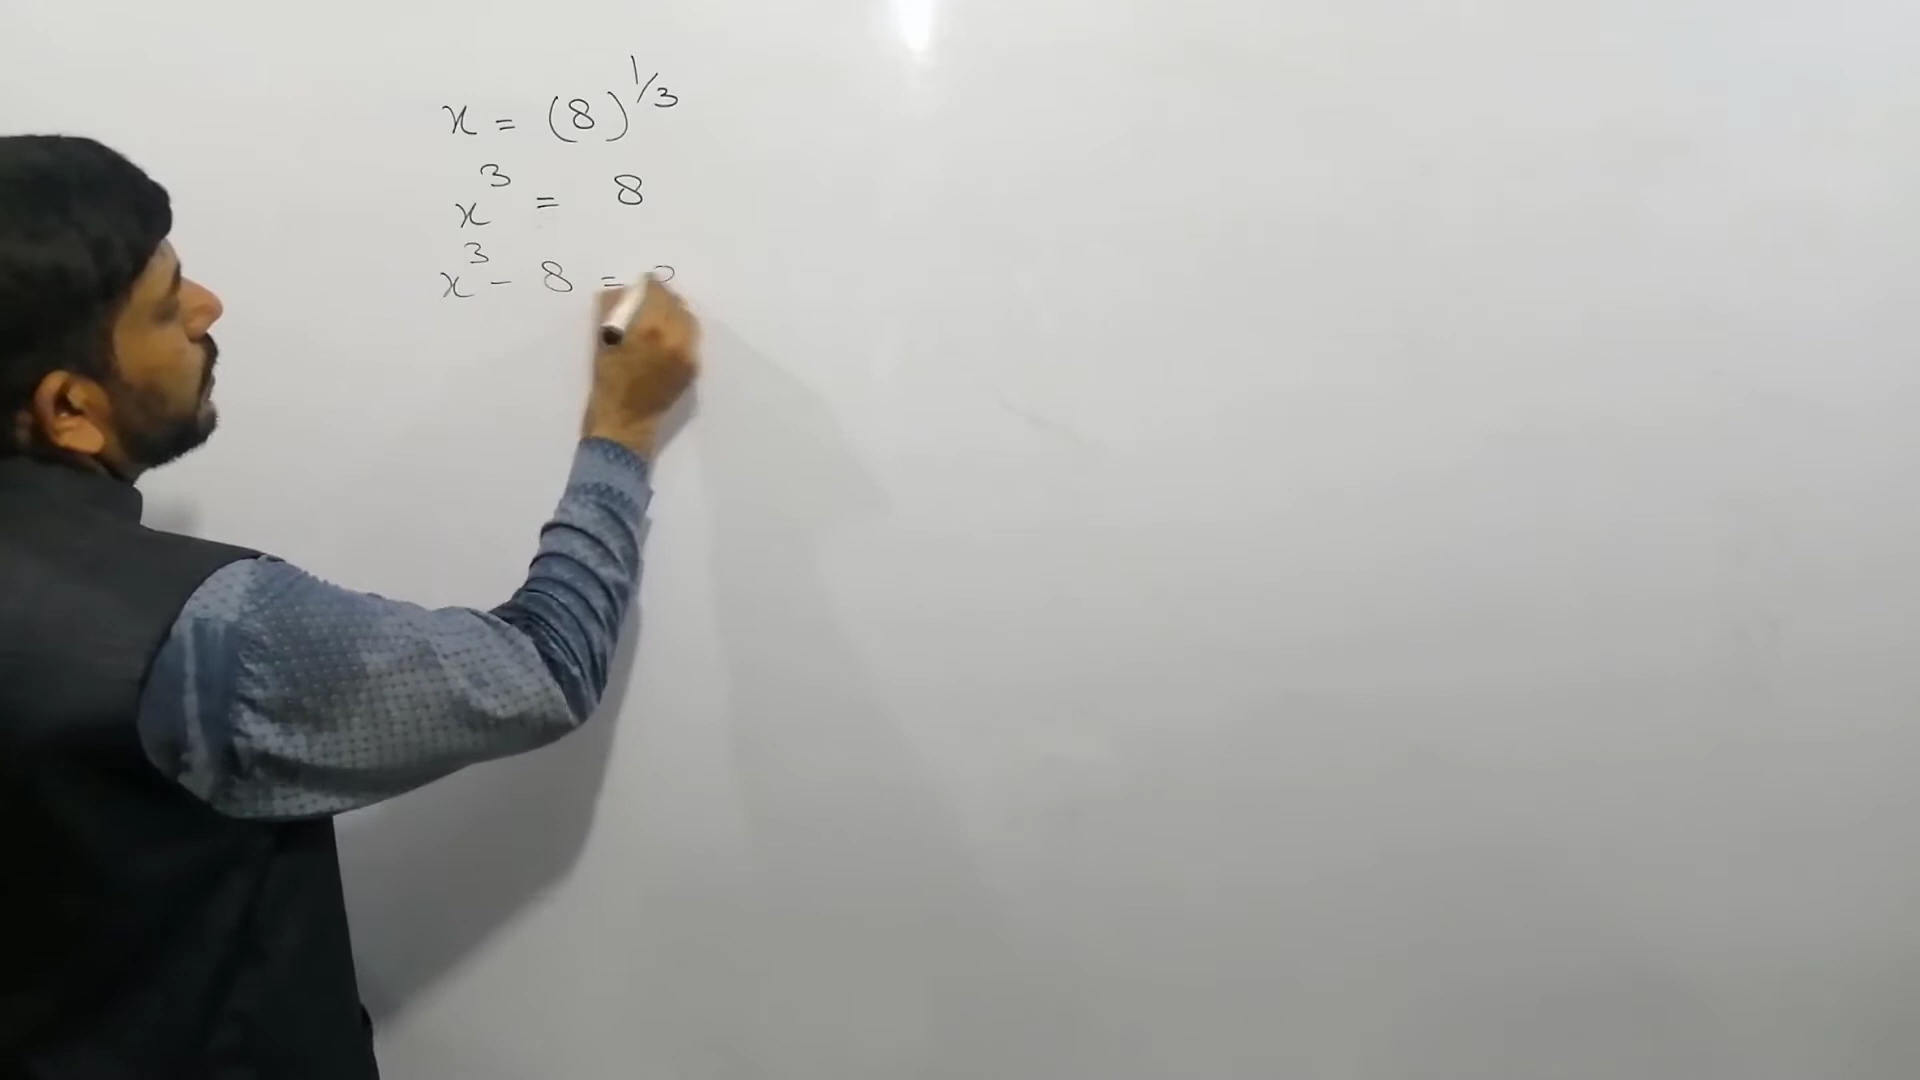 x = (8)^{1/3}
x^3 = 8
x^3 - 8 =